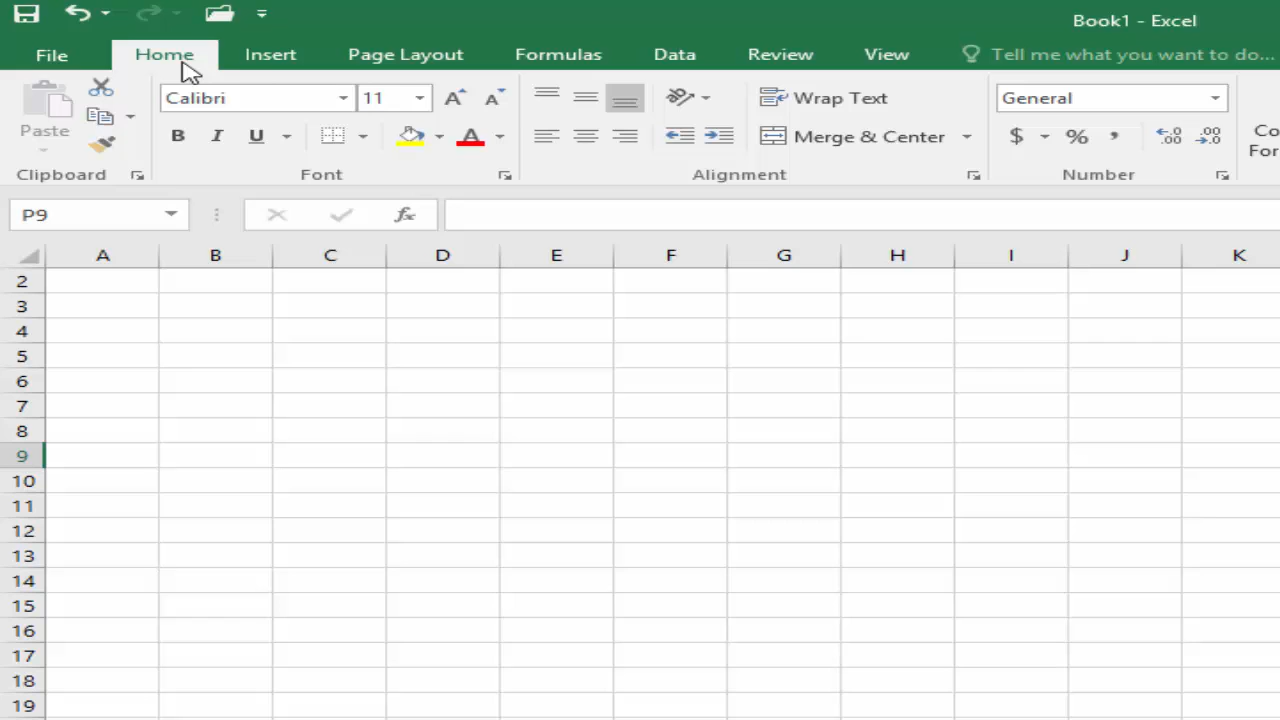 Book1 - Excel
File Home Insert Page Layout Formulas Data Review View Tell me what you want to do...
Calibri 11 Wrap Text General
Paste B I U Merge & Center $ % , Co
For
Clipboard Font Alignment Number
P9 fx
A B C D E F G H I J K
2
3
4
5
6
7
8
9
10
11
12
13
14
15
16
17
18
19